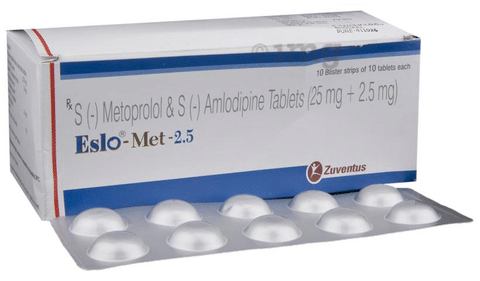 10 Blister strips of 10 tablets each
Rx S (-) Metoprolol & S (-) Amlodipine Tablets (25 mg + 2.5 mg)
Eslo®-Met-2.5
Zuventus